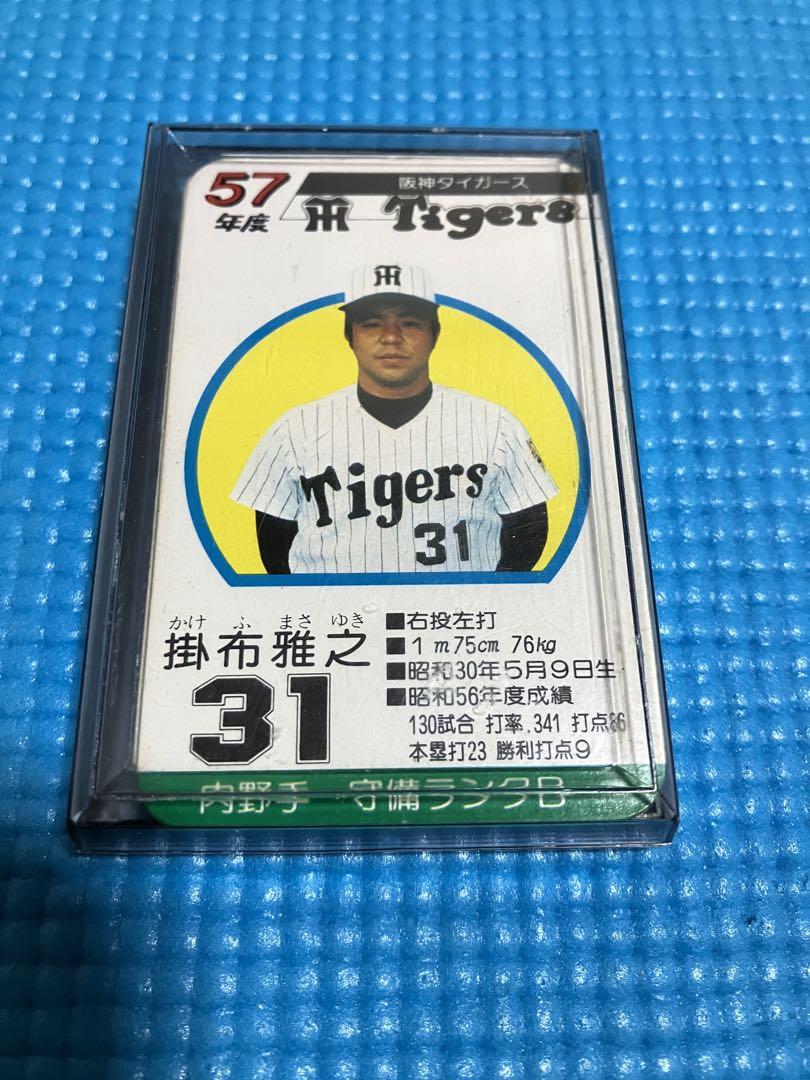 57
年度
阪神タイガース
TH Tigers
TH
Tigers
31
かけ ふ まさ ゆき
掛布雅之
31
■右投左打
■1m75cm 76kg
■昭和30年5月9日生
■昭和56年度成績
130試合 打率.341 打点86
本塁打23 勝利打点9
内野手 守備ランクB